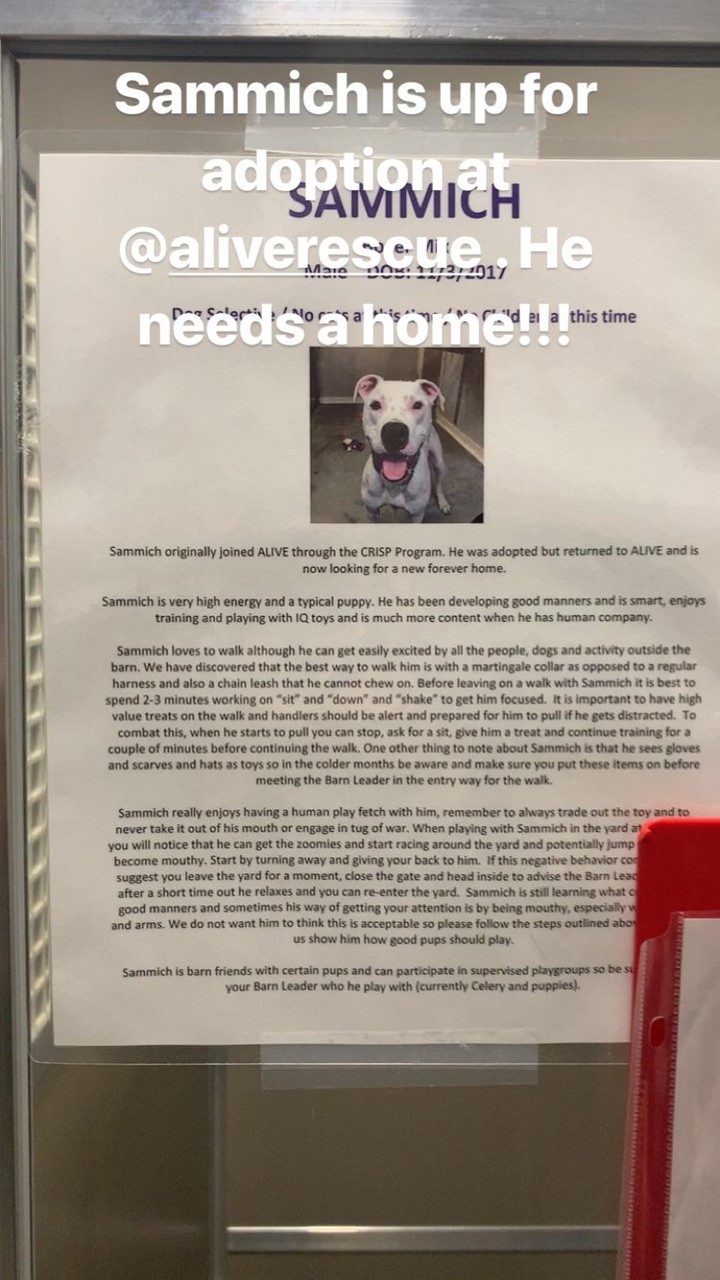 Sammich is up for
adoption at
@aliverescue . He
needs a home!!!
SAMMICH
Male DOB: 11/3/2017
Dog Selective / No cats at this time / No Children at this time
Sammich originally joined ALIVE through the CRISP Program. He was adopted but returned to ALIVE and is
now looking for a new forever home.
Sammich is very high energy and a typical puppy. He has been developing good manners and is smart, enjoys
training and playing with IQ toys and is much more content when he has human company.
Sammich loves to walk although he can get easily excited by all the people, dogs and activity outside the
barn. We have discovered that the best way to walk him is with a martingale collar as opposed to a regular
harness and also a chain leash that he cannot chew on. Before leaving on a walk with Sammich it is best to
spend 2-3 minutes working on "sit" and "down" and "shake" to get him focused. It is important to have high
value treats on the walk and handlers should be alert and prepared for him to pull if he gets distracted. To
combat this, when he starts to pull you can stop, ask for a sit, give him a treat and continue training for a
couple of minutes before continuing the walk. One other thing to note about Sammich is that he sees gloves
and scarves and hats as toys so in the colder months be aware and make sure you put these items on before
meeting the Barn Leader in the entry way for the walk.
Sammich really enjoys having a human play fetch with him, remember to always trade out the toy and to
never take it out of his mouth or engage in tug of war. When playing with Sammich in the yard
you will notice that he can get the zoomies and start racing around the yard and potentially jump
become mouthy. Start by turning away and giving your back to him. If this negative behavior
suggest you leave the yard for a moment, close the gate and head inside to advise the Barn
after a short time out he relaxes and you can re-enter the yard. Sammich is still learning what
good manners and sometimes his way of getting your attention is by being mouthy, especially
and arms. We do not want him to think this is acceptable so please follow the steps outlined
us show him how good pups should play.
Sammich is barn friends with certain pups and can participate in supervised playgroups so be
your Barn Leader who he play with (currently Celery and puppies).